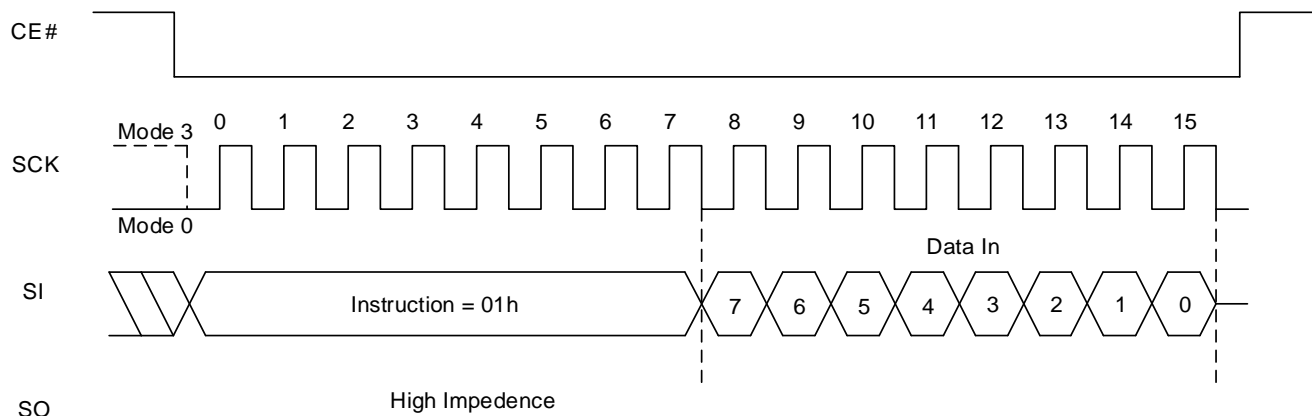 CE#
Mode 3
0 1 2 3 4 5 6 7 8 9 10 11 12 13 14 15
SCK
Mode 0
Data In
SI
Instruction = 01h
7 6 5 4 3 2 1 0
High Impedence
SO